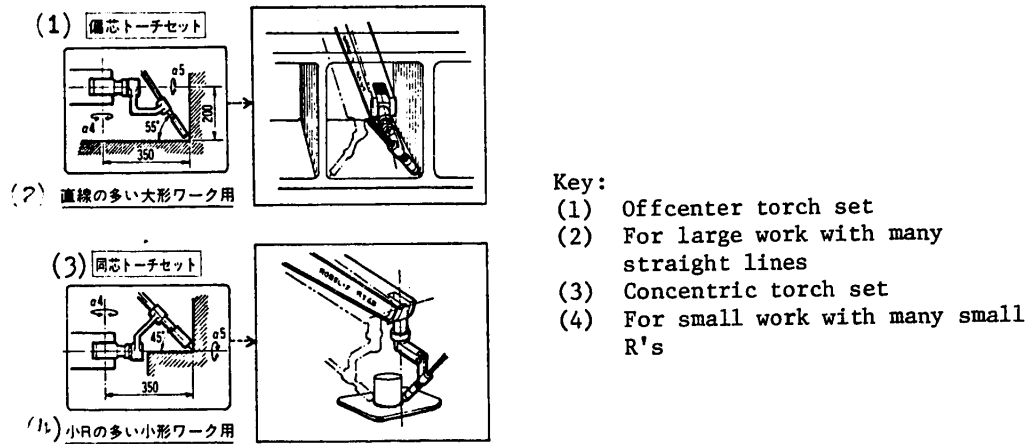 (1) 偏芯トーチセット
α5
α4
55°
200
350
(2) 直線の多い大形ワーク用
(3) 同芯トーチセット
α4
45°
α5
350
小Rの多い小形ワーク用
Key:
(1) Offcenter torch set
(2) For large work with many
straight lines
(3) Concentric torch set
(4) For small work with many small
R's